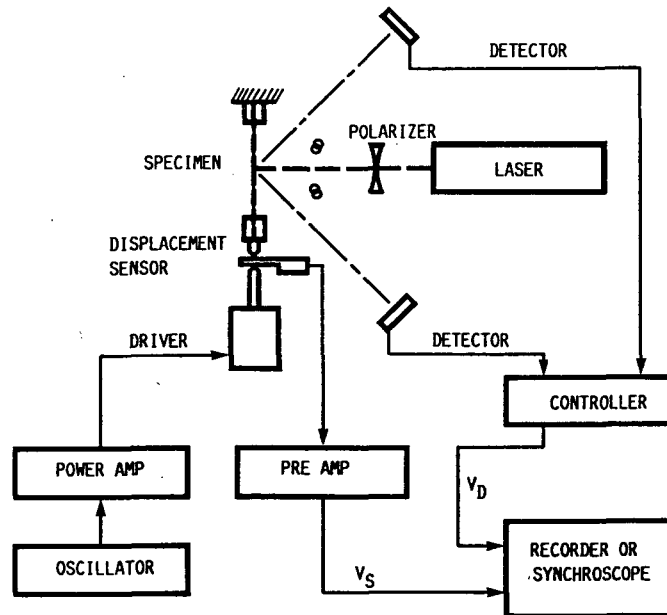 DETECTOR
POLARIZER
SPECIMEN
LASER
DISPLACEMENT
SENSOR
DRIVER
DETECTOR
CONTROLLER
POWER AMP
PRE AMP
V_D
OSCILLATOR
V_S
RECORDER OR
SYNCHROSCOPE